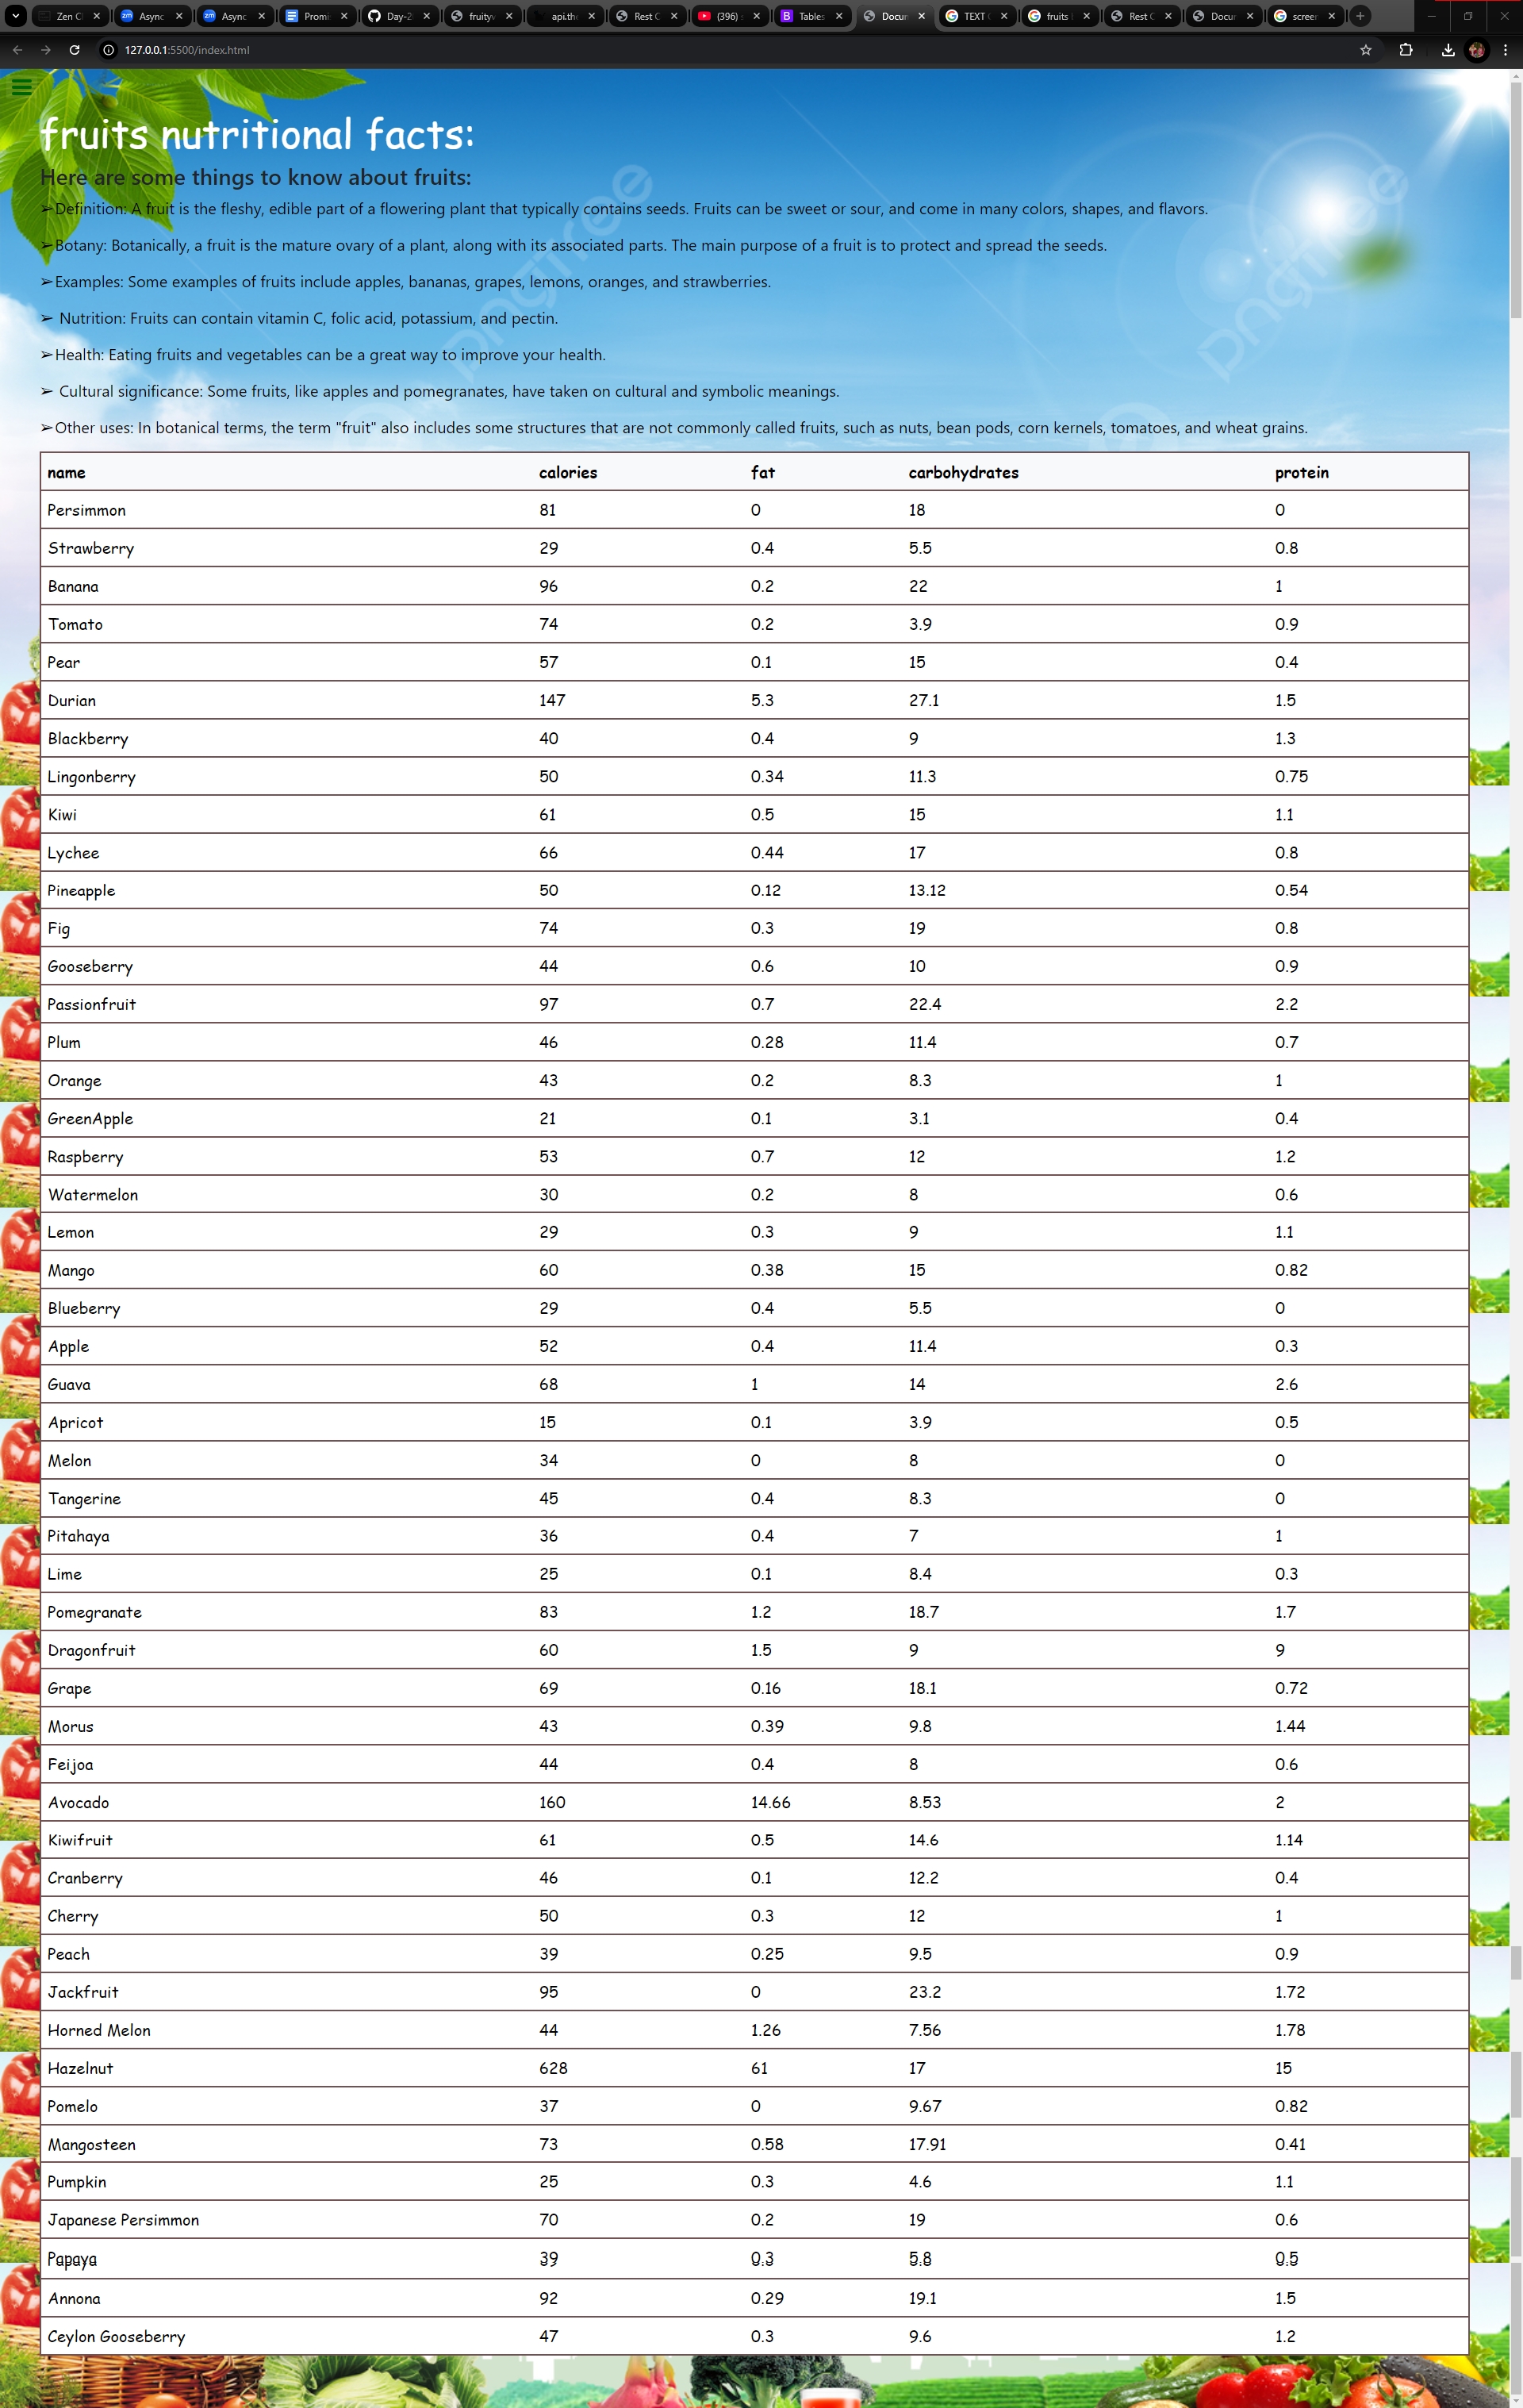 Zen Cl
Async
Async
Promi
Day-2
fruityv
api.the
Rest C
(396)
Tables
Docum
TEXT
fruits
Rest C
Docum
screen
127.0.0.1:5500/index.html
fruits nutritional facts:
Here are some things to know about fruits:
➢Definition: A fruit is the fleshy, edible part of a flowering plant that typically contains seeds. Fruits can be sweet or sour, and come in many colors, shapes, and flavors.
➢Botany: Botanically, a fruit is the mature ovary of a plant, along with its associated parts. The main purpose of a fruit is to protect and spread the seeds.
➢Examples: Some examples of fruits include apples, bananas, grapes, lemons, oranges, and strawberries.
➢ Nutrition: Fruits can contain vitamin C, folic acid, potassium, and pectin.
➢Health: Eating fruits and vegetables can be a great way to improve your health.
➢ Cultural significance: Some fruits, like apples and pomegranates, have taken on cultural and symbolic meanings.
➢Other uses: In botanical terms, the term "fruit" also includes some structures that are not commonly called fruits, such as nuts, bean pods, corn kernels, tomatoes, and wheat grains.
pngtree
pngtree
name calories fat carbohydrates protein
Persimmon 81 0 18 0
Strawberry 29 0.4 5.5 0.8
Banana 96 0.2 22 1
Tomato 74 0.2 3.9 0.9
Pear 57 0.1 15 0.4
Durian 147 5.3 27.1 1.5
Blackberry 40 0.4 9 1.3
Lingonberry 50 0.34 11.3 0.75
Kiwi 61 0.5 15 1.1
Lychee 66 0.44 17 0.8
Pineapple 50 0.12 13.12 0.54
Fig 74 0.3 19 0.8
Gooseberry 44 0.6 10 0.9
Passionfruit 97 0.7 22.4 2.2
Plum 46 0.28 11.4 0.7
Orange 43 0.2 8.3 1
GreenApple 21 0.1 3.1 0.4
Raspberry 53 0.7 12 1.2
Watermelon 30 0.2 8 0.6
Lemon 29 0.3 9 1.1
Mango 60 0.38 15 0.82
Blueberry 29 0.4 5.5 0
Apple 52 0.4 11.4 0.3
Guava 68 1 14 2.6
Apricot 15 0.1 3.9 0.5
Melon 34 0 8 0
Tangerine 45 0.4 8.3 0
Pitahaya 36 0.4 7 1
Lime 25 0.1 8.4 0.3
Pomegranate 83 1.2 18.7 1.7
Dragonfruit 60 1.5 9 9
Grape 69 0.16 18.1 0.72
Morus 43 0.39 9.8 1.44
Feijoa 44 0.4 8 0.6
Avocado 160 14.66 8.53 2
Kiwifruit 61 0.5 14.6 1.14
Cranberry 46 0.1 12.2 0.4
Cherry 50 0.3 12 1
Peach 39 0.25 9.5 0.9
Jackfruit 95 0 23.2 1.72
Horned Melon 44 1.26 7.56 1.78
Hazelnut 628 61 17 15
Pomelo 37 0 9.67 0.82
Mangosteen 73 0.58 17.91 0.41
Pumpkin 25 0.3 4.6 1.1
Japanese Persimmon 70 0.2 19 0.6
Papaya 39 0.3 5.8 0.5
Annona 92 0.29 19.1 1.5
Ceylon Gooseberry 47 0.3 9.6 1.2